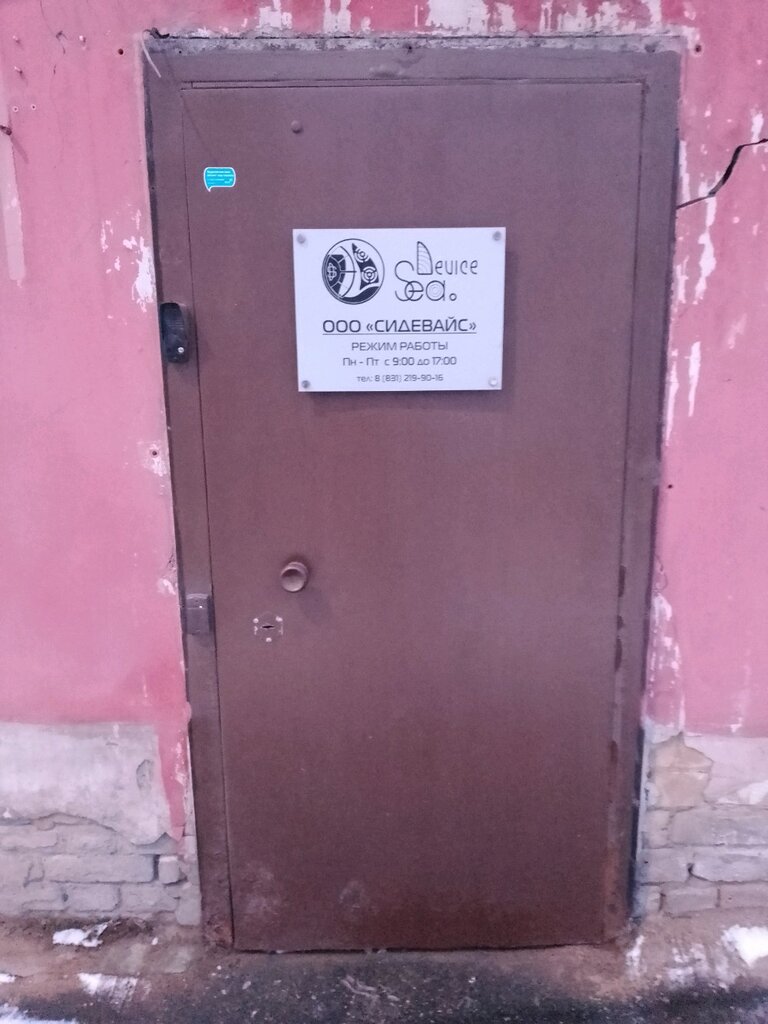 Device
Sea.
ООО «СИДЕВАЙС»
РЕЖИМ РАБОТЫ
Пн - Пт с 9:00 до 17:00
тел: 8 (831) 219-90-16